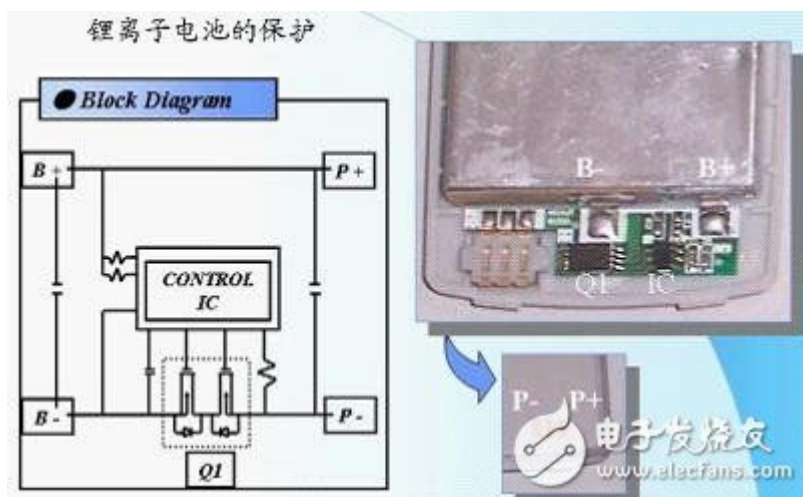 锂离子电池的保护
Block Diagram
B +
P +
CONTROL
IC
B -
P -
Q1
B-
B+
Q1
IC
P-
P+
电子发烧友
www.elecfans.com